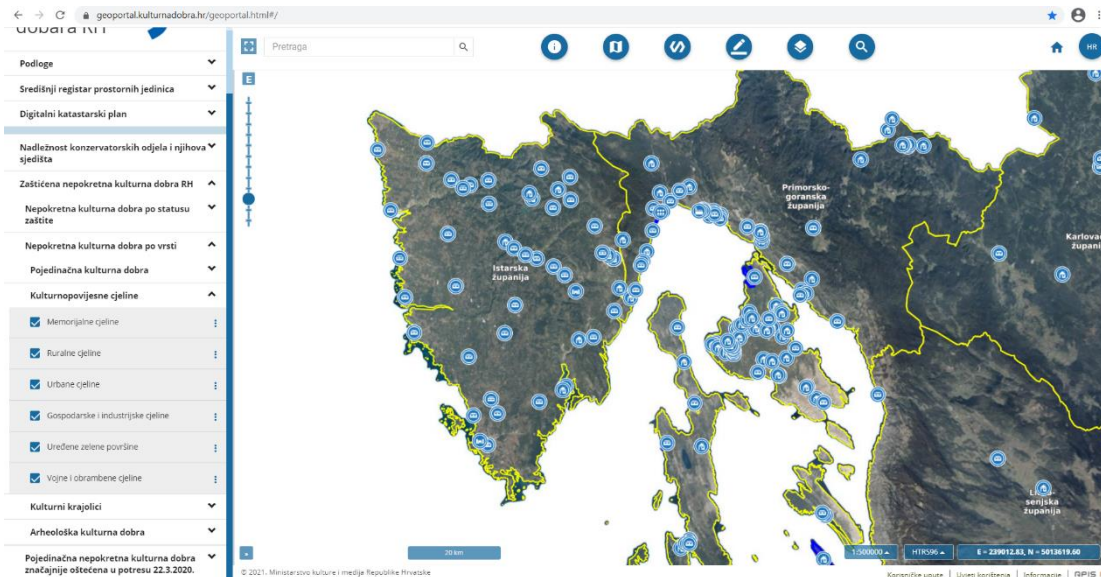 geoportal.kulturnadobra.hr/geoportal.html#/
dobara RH
Pretraga
HR
Podloge
Središnji registar prostornih jedinica
Digitalni katastarski plan
Nadležnost konzervatorskih odjela i njihova
sjedišta
Zaštićena nepokretna kulturna dobra RH
Nepokretna kulturna dobra po statusu
zaštite
Nepokretna kulturna dobra po vrsti
Pojedinačna kulturna dobra
Kulturnopovijesne cjeline
Memorijalne cjeline
Ruralne cjeline
Urbane cjeline
Gospodarske i industrijske cjeline
Uređene zelene površine
Vojne i obrambene cjeline
Kulturni krajolici
Arheološka kulturna dobra
Pojedinačna nepokretna kulturna dobra
značajnije oštećena u potresu 22.3.2020.
E
Primorsko-
goranska
županija
Karlova
župani
Istarska
županija
senjska
županija
20 km
1:500000
HTRS96
E = 239012.83, N = 5013619.60
© 2021. Ministarstvo kulture i medija Republike Hrvatske
Korisničke upute | Uvjeti korištenja | Informacije | GPIS